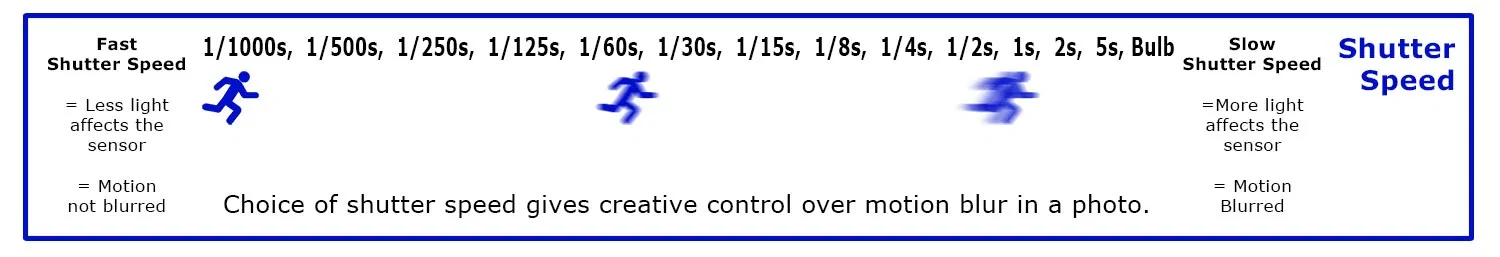 Fast
Shutter Speed
= Less light
affects the
sensor
= Motion
not blurred
1/1000s, 1/500s, 1/250s, 1/125s, 1/60s, 1/30s, 1/15s, 1/8s, 1/4s, 1/2s, 1s, 2s, 5s, Bulb
Choice of shutter speed gives creative control over motion blur in a photo.
Slow
Shutter Speed
=More light
affects the
sensor
= Motion
Blurred
Shutter
Speed